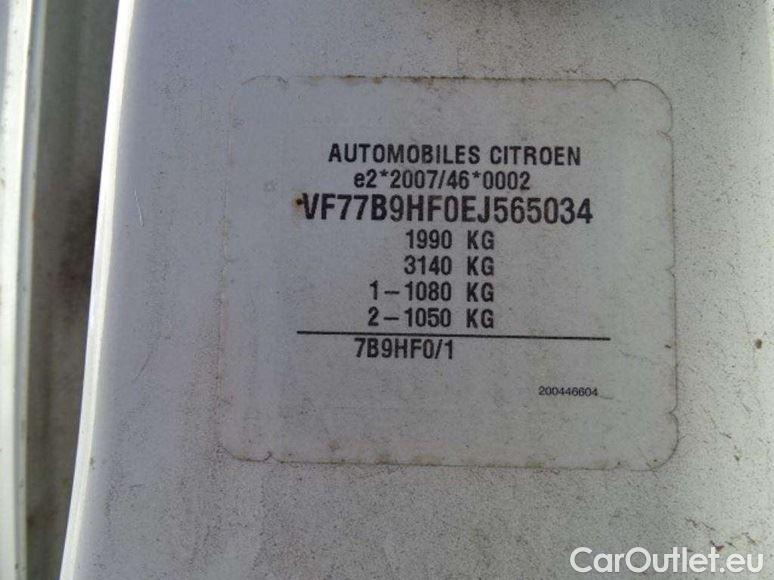 AUTOMOBILES CITROEN
e2*2007/46*0002
VF77B9HF0EJ565034
1990 KG
3140 KG
1-1080 KG
2-1050 KG
7B9HF0/1
200446604
CarOutlet.eu